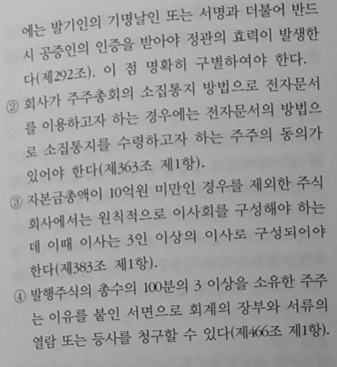 에는 발기인의 기명날인 또는 서명과 더불어 반드
시 공증인의 인증을 받아야 정관의 효력이 발생한
다(제292조). 이 점 명확히 구별하여야 한다.
② 회사가 주주총회의 소집통지 방법으로 전자문서
를 이용하고자 하는 경우에는 전자문서의 방법으
로 소집통지를 수령하고자 하는 주주의 동의가
있어야 한다(제363조 제1항).
③ 자본금총액이 10억원 미만인 경우를 제외한 주식
회사에서는 원칙적으로 이사회를 구성해야 하는
데 이때 이사는 3인 이상의 이사로 구성되어야
한다(제383조 제1항).
④ 발행주식의 총수의 100분의 3 이상을 소유한 주주
는 이유를 붙인 서면으로 회계의 장부와 서류의
열람 또는 등사를 청구할 수 있다(제466조 제1항).